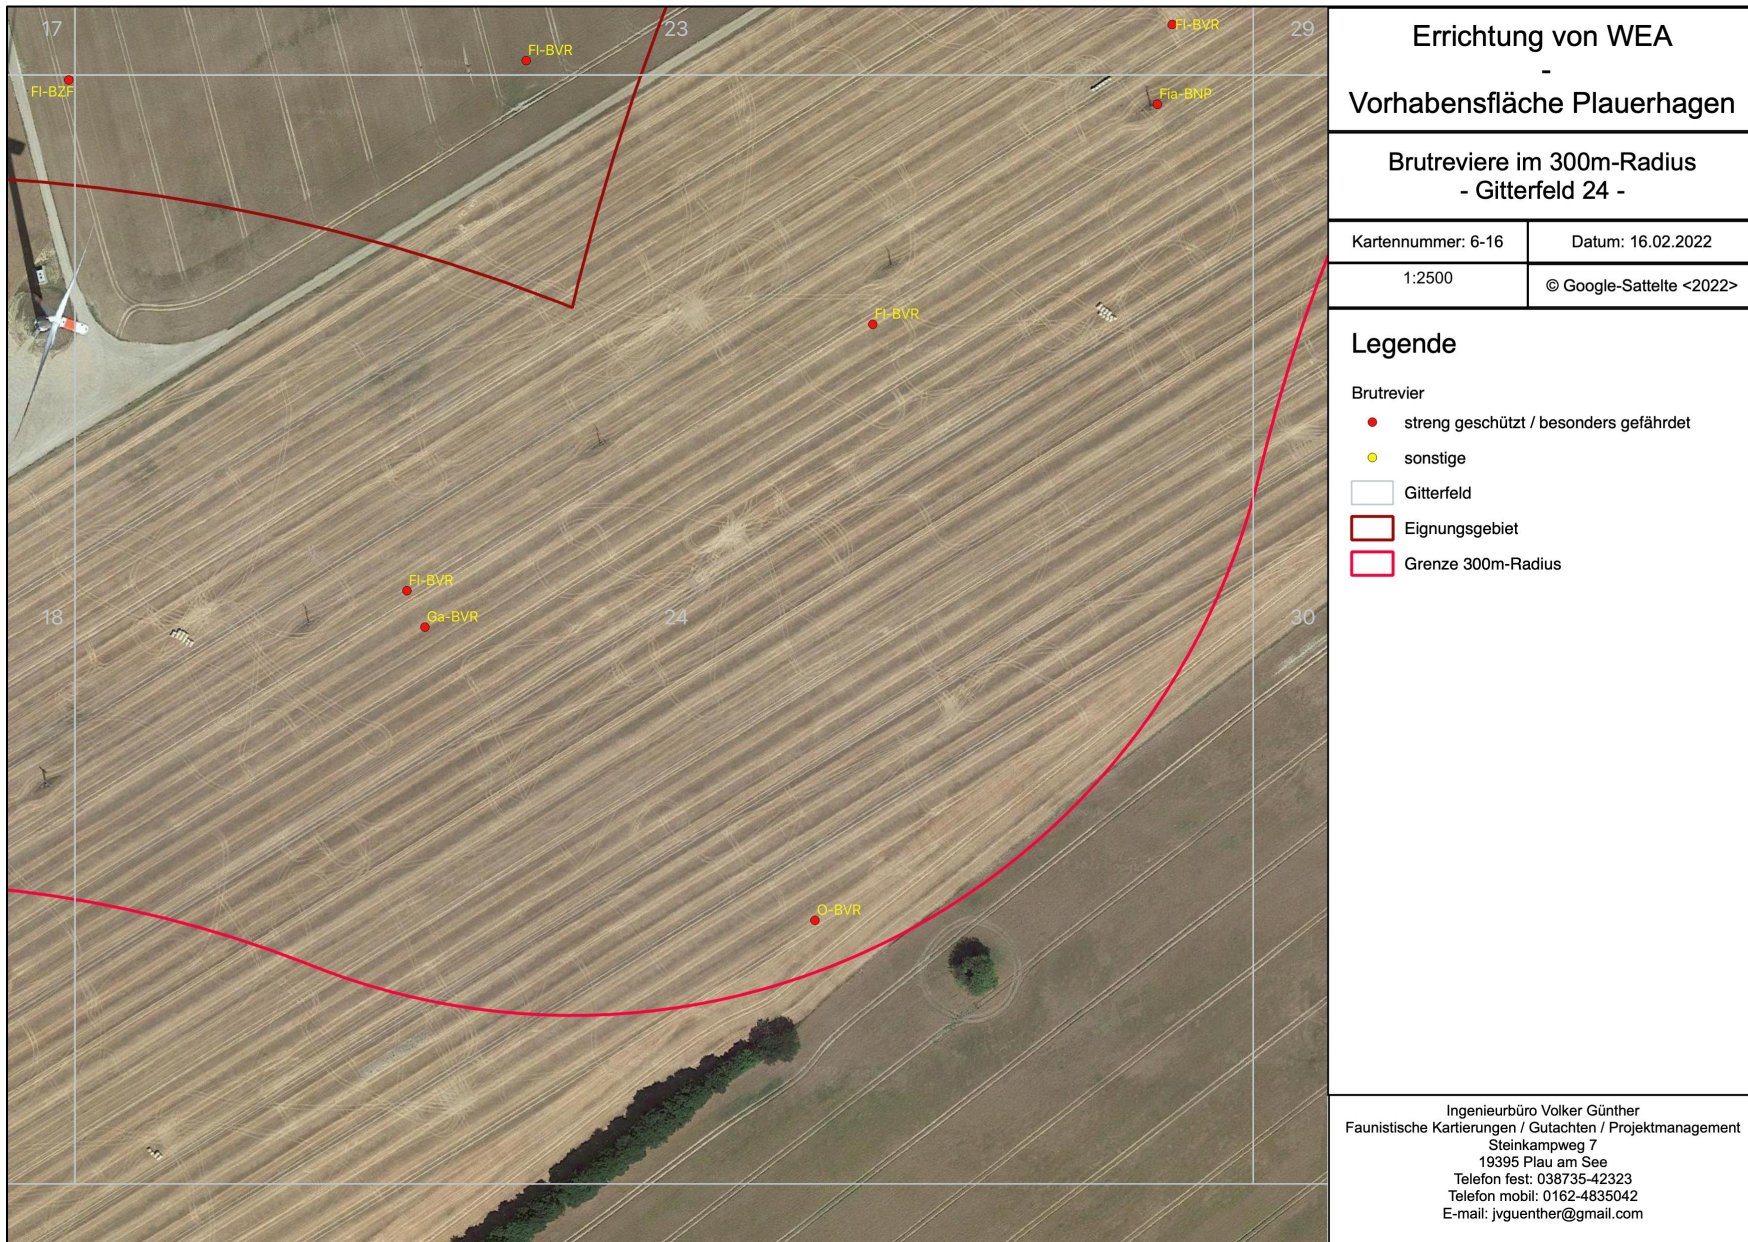 17
23
29
Fl-BVR
Fl-BVR
Fl-BZF
Fia-BNP
Fl-BVR
Fl-BVR
Ga-BVR
18
24
30
O-BVR
Errichtung von WEA
-
Vorhabensfläche Plauerhagen
Brutreviere im 300m-Radius
- Gitterfeld 24 -
Kartennummer: 6-16
Datum: 16.02.2022
1:2500
© Google-Sattelte <2022>
Legende
Brutrevier
streng geschützt / besonders gefährdet
sonstige
Gitterfeld
Eignungsgebiet
Grenze 300m-Radius
Ingenieurbüro Volker Günther
Faunistische Kartierungen / Gutachten / Projektmanagement
Steinkampweg 7
19395 Plau am See
Telefon fest: 038735-42323
Telefon mobil: 0162-4835042
E-mail: jvguenther@gmail.com